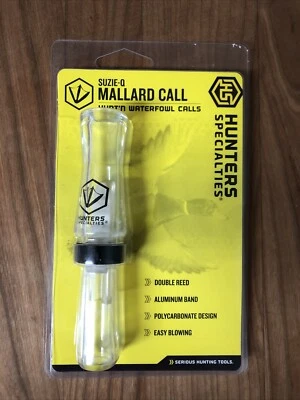 SUZIE-Q
MALLARD CALL
HUNT'N WATERFOWL CALLS
HS
HUNTERS
SPECIALTIES®
HUNTERS
SPECIALTIES®
>> DOUBLE REED
>> ALUMINUM BAND
>> POLYCARBONATE DESIGN
>> EASY BLOWING
>> SERIOUS HUNTING TOOLS.